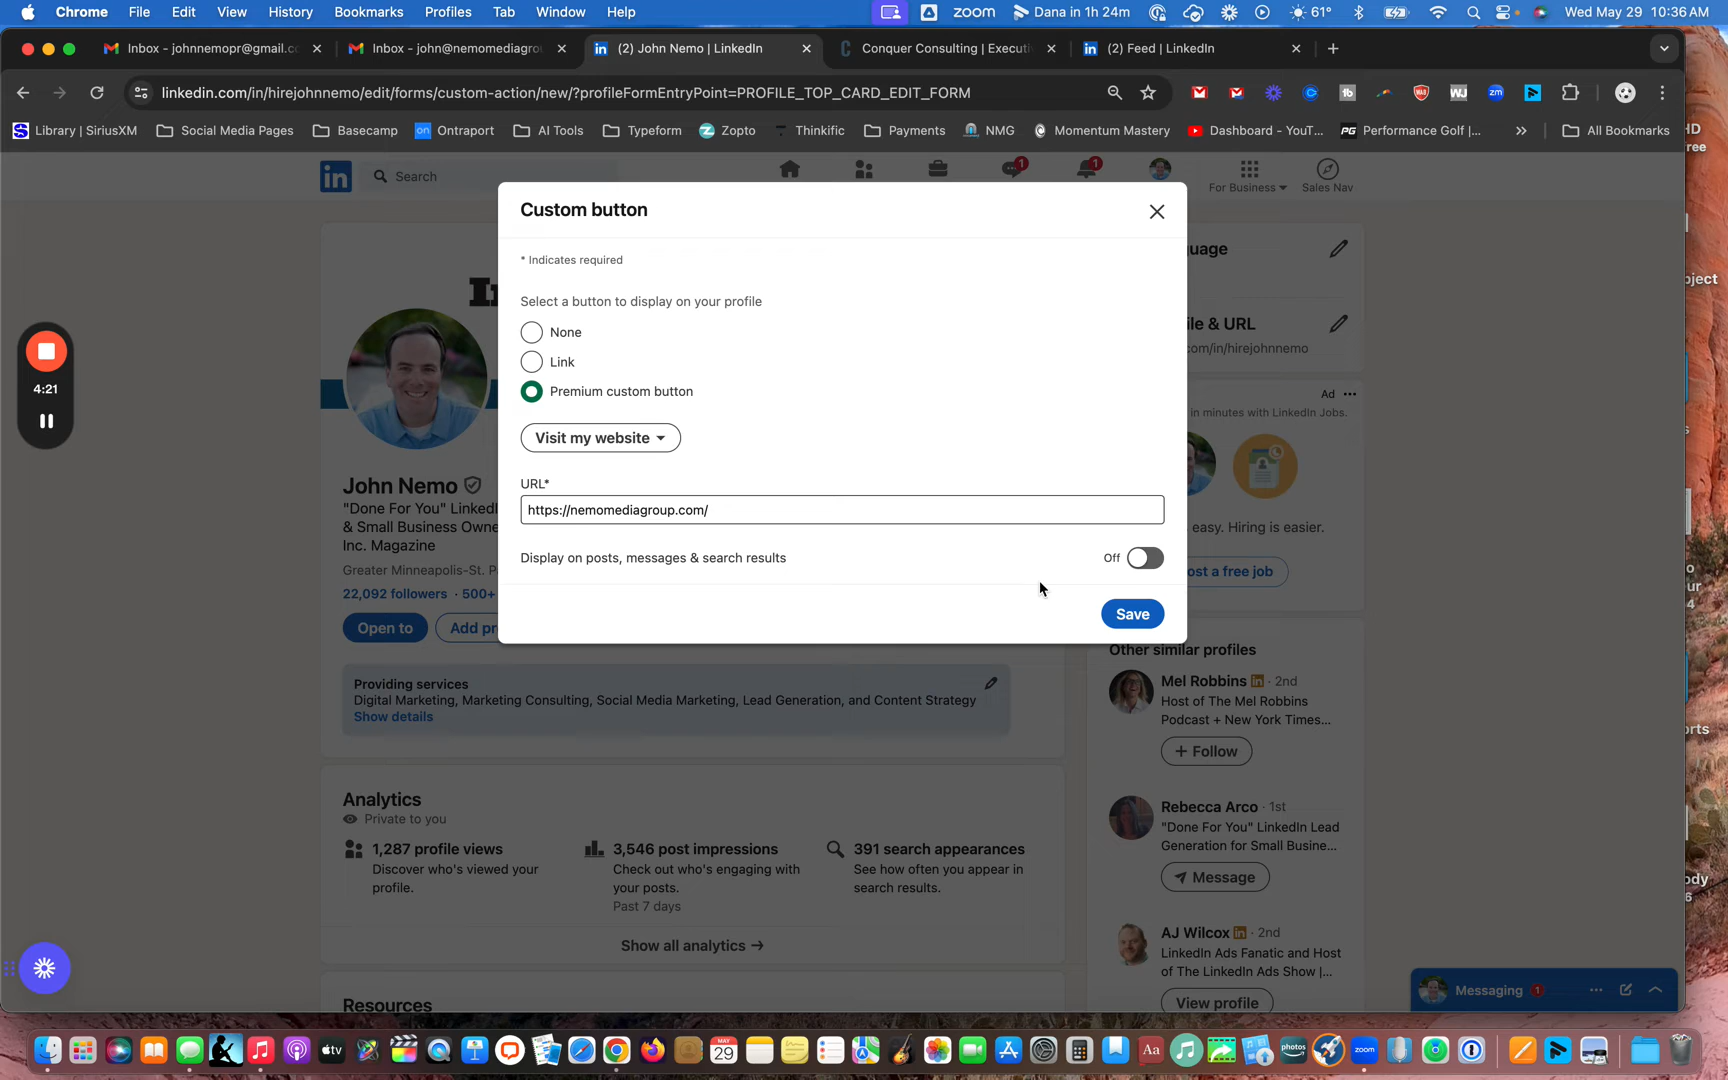 Chrome File Edit View History Bookmarks Profiles Tab Window Help zoom Dana in 1h 24m 61° Wed May 29 10:36 AM
Inbox - johnnemopr@gmail.c Inbox - john@nemomediagro (2) John Nemo | LinkedIn Conquer Consulting | Executi (2) Feed | LinkedIn
linkedin.com/in/hirejohnnemo/edit/forms/custom-action/new/?profileFormEntryPoint=PROFILE_TOP_CARD_EDIT_FORM
Library | SiriusXM Social Media Pages Basecamp Ontraport AI Tools Typeform Zopto Thinkific Payments NMG Momentum Mastery Dashboard - YouT... Performance Golf |... » All Bookmarks
Search 1 1 For Business Sales Nav
Custom button
* Indicates required
Select a button to display on your profile
None
Link
Premium custom button
Visit my website
URL*
https://nemomediagroup.com/
Display on posts, messages & search results Off
Save
4:21
John Nemo
"Done For You" Linked
& Small Business Owne
Inc. Magazine
Greater Minneapolis-St. P
22,092 followers · 500+
Open to Add pr
Providing services
Digital Marketing, Marketing Consulting, Social Media Marketing, Lead Generation, and Content Strategy
Show details
Analytics
Private to you
1,287 profile views
Discover who's viewed your
profile.
3,546 post impressions
Check out who's engaging with
your posts.
Past 7 days
391 search appearances
See how often you appear in
search results.
Show all analytics →
Resources
guage
ile & URL
com/in/hirejohnnemo
Ad ···
in minutes with LinkedIn Jobs.
easy. Hiring is easier.
ost a free job
Other similar profiles
Mel Robbins · 2nd
Host of The Mel Robbins
Podcast + New York Times...
+ Follow
Rebecca Arco · 1st
"Done For You" LinkedIn Lead
Generation for Small Busine...
Message
AJ Wilcox · 2nd
LinkedIn Ads Fanatic and Host
of The LinkedIn Ads Show |...
View profile
Messaging 1